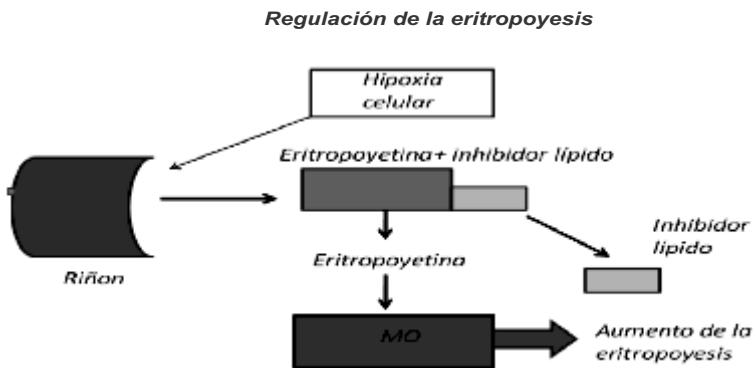 Regulación de la eritropoyesis
Hipoxia
celular
Eritropoyetina+ inhibidor lípido
Riñon
Eritropoyetina
Inhibidor
lípido
MO
Aumento de la
eritropoyesis